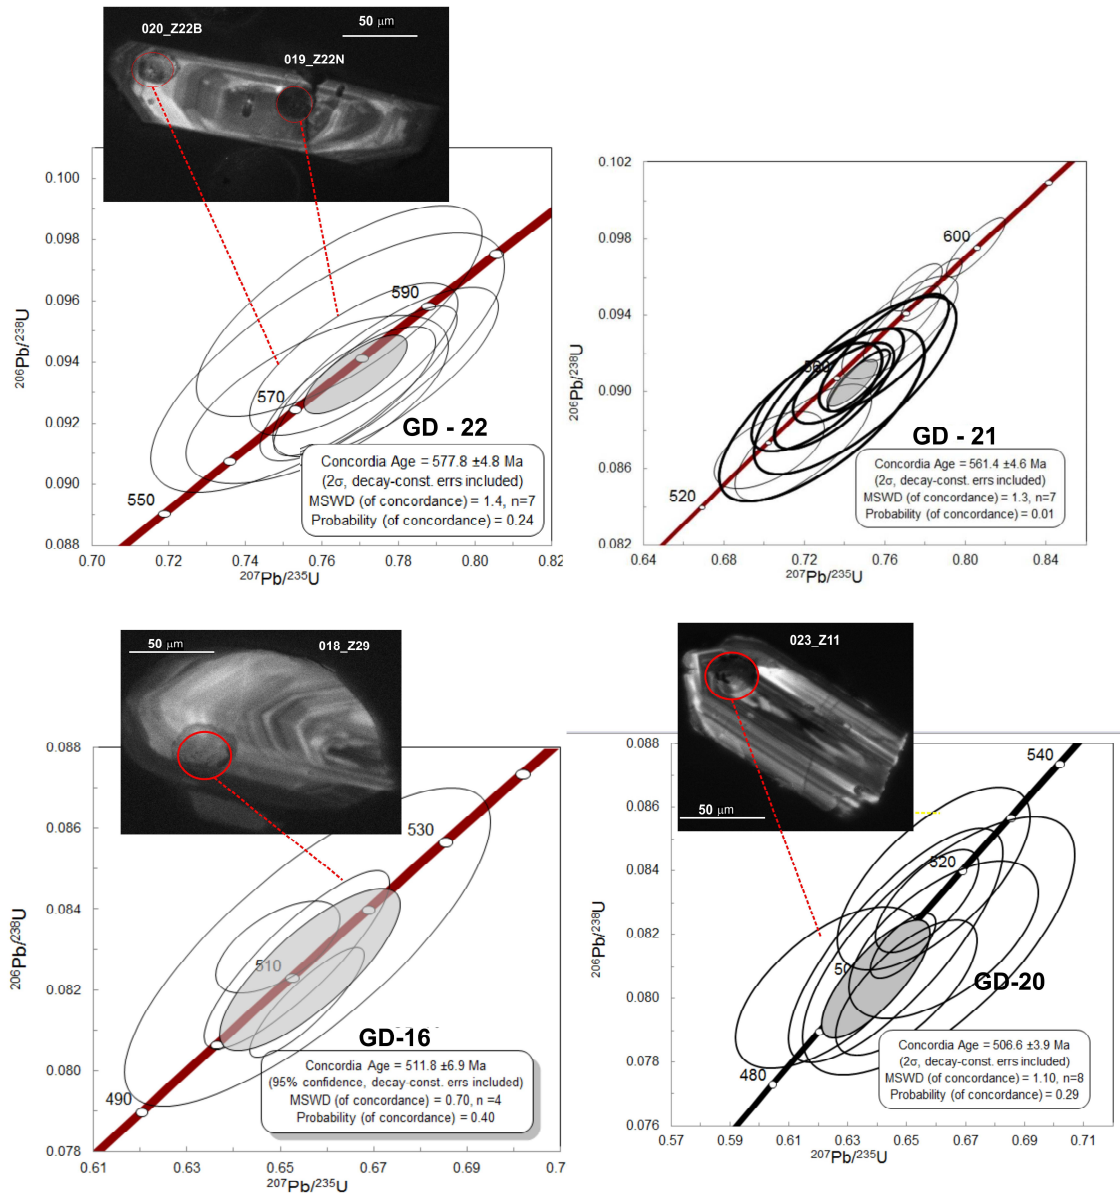 020_Z22B
50 μm
019_Z22N
0.100
0.098
0.096
0.094
0.092
0.090
0.088
206Pb/238U
590
570
550
GD - 22
Concordia Age = 577.8 ±4.8 Ma
(2σ, decay-const. errs included)
MSWD (of concordance) = 1.4, n=7
Probability (of concordance) = 0.24
0.70
0.72
0.74
0.76
0.78
0.80
0.82
207Pb/235U
0.102
0.098
0.094
0.090
0.086
0.082
206Pb/238U
600
560
520
GD - 21
Concordia Age = 561.4 ±4.6 Ma
(2σ, decay-const. errs included)
MSWD (of concordance) = 1.3, n=7
Probability (of concordance) = 0.01
0.64
0.68
0.72
0.76
0.80
0.84
207Pb/235U
50 μm
018_Z29
0.088
0.086
0.084
0.082
0.080
0.078
206Pb/238U
530
510
490
GD-16
Concordia Age = 511.8 ±6.9 Ma
(95% confidence, decay-const. errs included)
MSWD (of concordance) = 0.70, n =4
Probability (of concordance) = 0.40
0.61
0.63
0.65
0.67
0.69
0.7
207Pb/235U
023_Z11
50 μm
0.088
0.086
0.084
0.082
0.080
0.078
0.076
206Pb/238U
540
520
50
480
GD-20
Concordia Age = 506.6 ±3.9 Ma
(2σ, decay-const. errs included)
MSWD (of concordance) = 1.10, n=8
Probability (of concordance) = 0.29
0.57
0.59
0.61
0.63
0.65
0.67
0.69
0.71
207Pb/235U